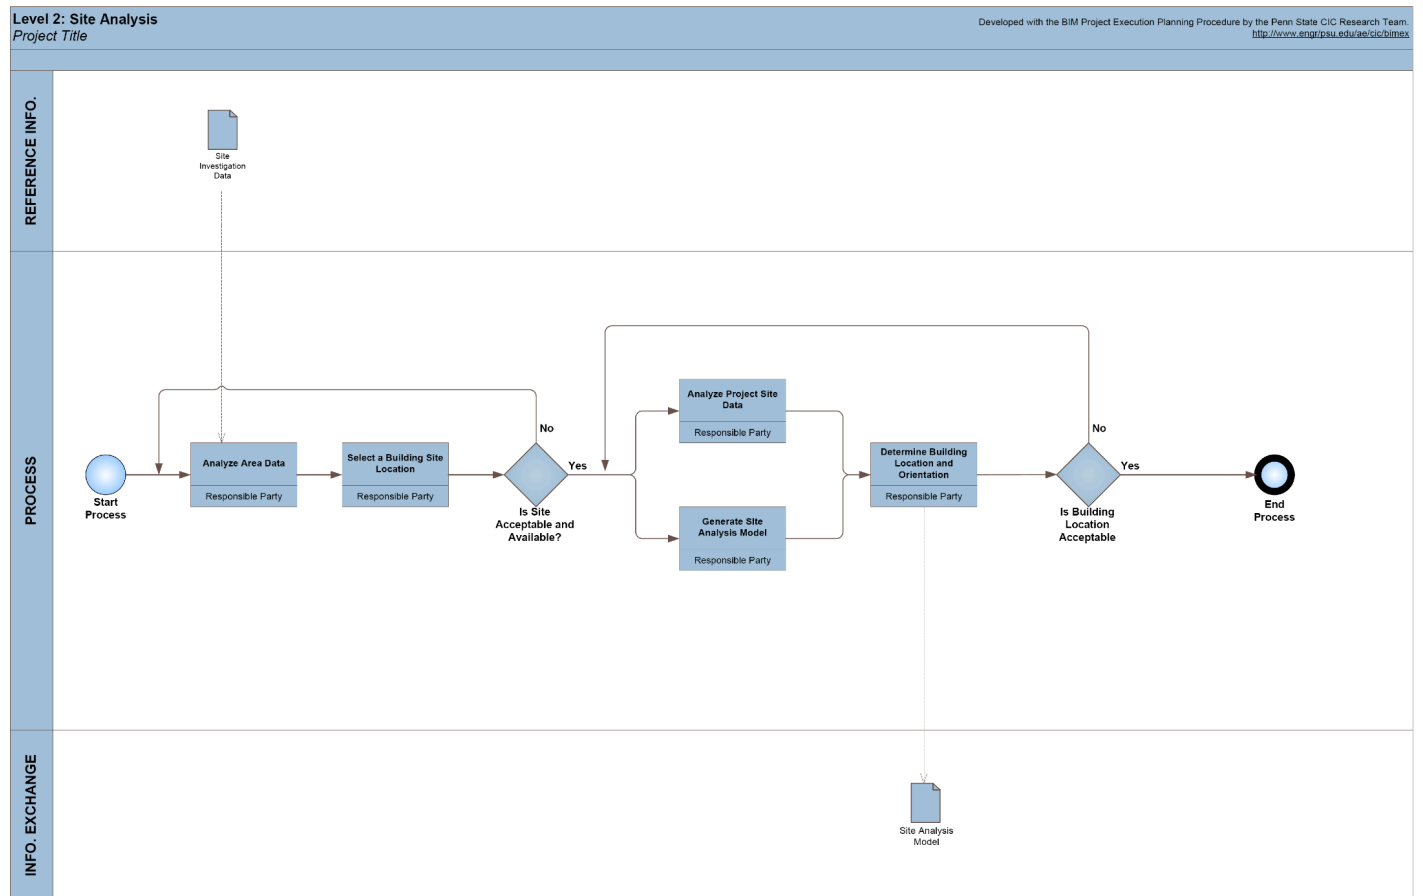 Level 2: Site Analysis
Project Title
Developed with the BIM Project Execution Planning Procedure by the Penn State CIC Research Team.
http://www.engr/psu.edu/ae/cic/bimex
REFERENCE INFO.
Site
Investigation
Data
PROCESS
Start
Process
Analyze Area Data
Responsible Party
Select a Building Site
Location
Responsible Party
No
Yes
Is Site
Acceptable and
Available?
Analyze Project Site
Data
Responsible Party
Generate Site
Analysis Model
Responsible Party
Determine Building
Location and
Orientation
Responsible Party
No
Yes
Is Building
Location
Acceptable
End
Process
INFO. EXCHANGE
Site Analysis
Model